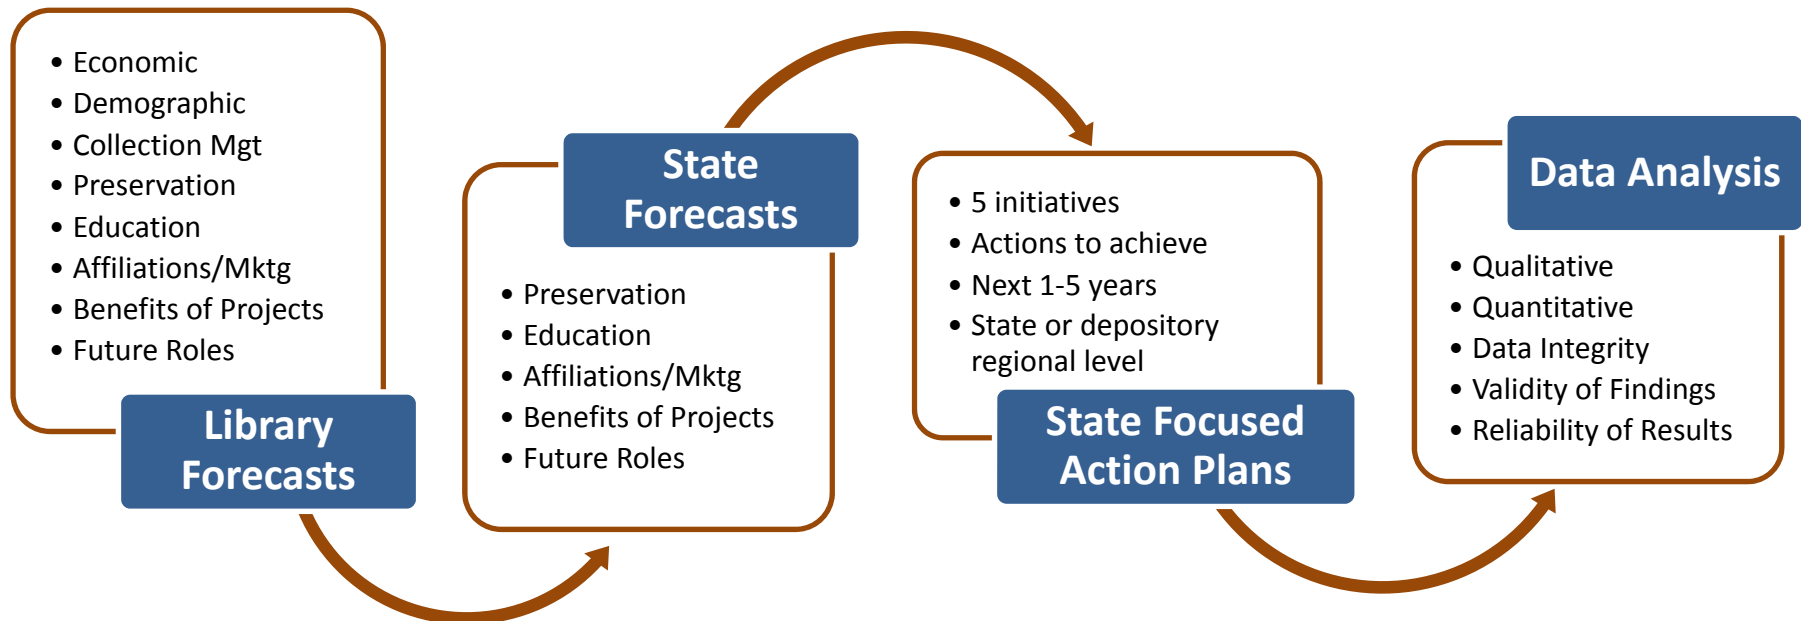 • Economic
• Demographic
• Collection Mgt
• Preservation
• Education
• Affiliations/Mktg
• Benefits of Projects
• Future Roles
Library
Forecasts
State
Forecasts
• Preservation
• Education
• Affiliations/Mktg
• Benefits of Projects
• Future Roles
• 5 initiatives
• Actions to achieve
• Next 1-5 years
• State or depository
regional level
State Focused
Action Plans
Data Analysis
• Qualitative
• Quantitative
• Data Integrity
• Validity of Findings
• Reliability of Results